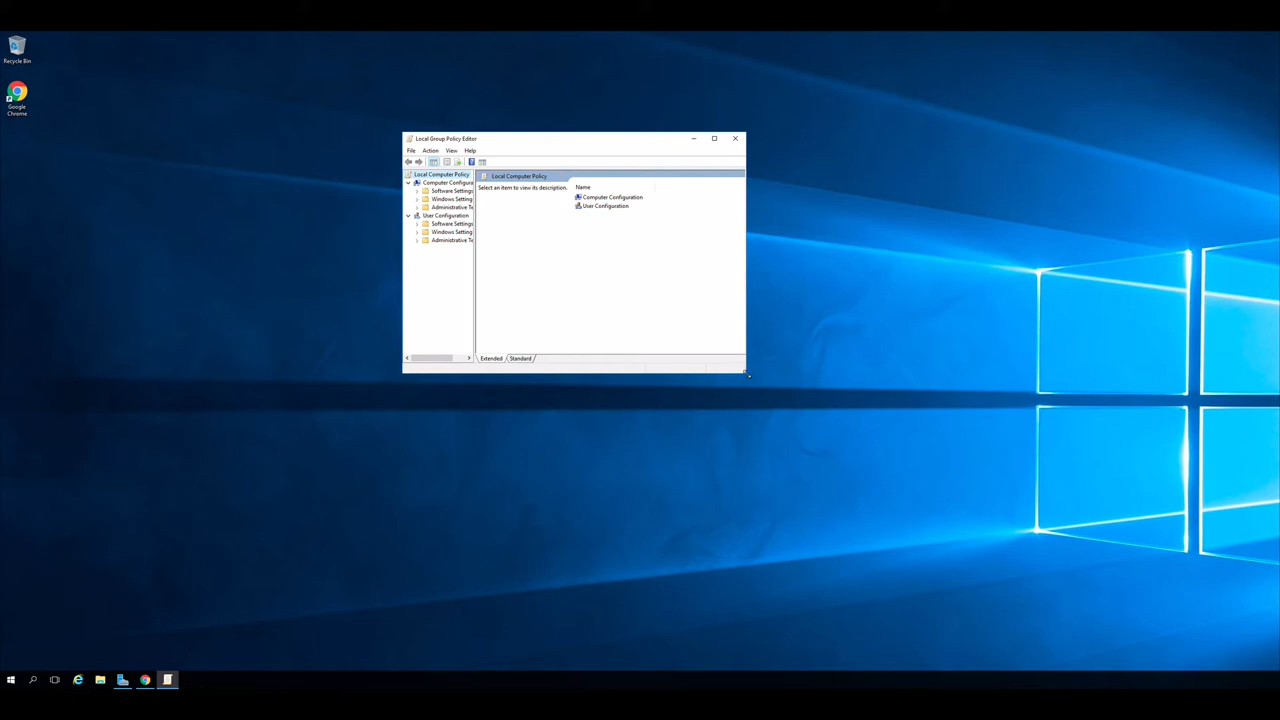 Recycle Bin
Google
Chrome
Local Group Policy Editor
File Action View Help
Local Computer Policy
Computer Configura
Software Settings
Windows Setting
Administrative Te
User Configuration
Software Settings
Windows Setting
Administrative Te
Local Computer Policy
Select an item to view its description.
Name
Computer Configuration
User Configuration
Extended Standard